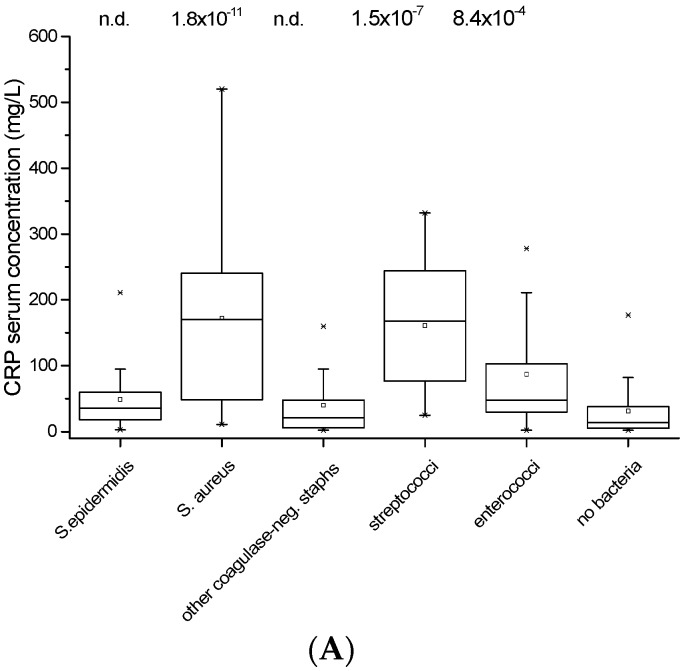 n.d. 1.8x10⁻¹¹ n.d. 1.5x10⁻⁷ 8.4x10⁻⁴
CRP serum concentration (mg/L)
600
500
400
300
200
100
0
S.epidermidis
S. aureus
other coagulase-neg. staphs
streptococci
enterococci
no bacteria
(A)